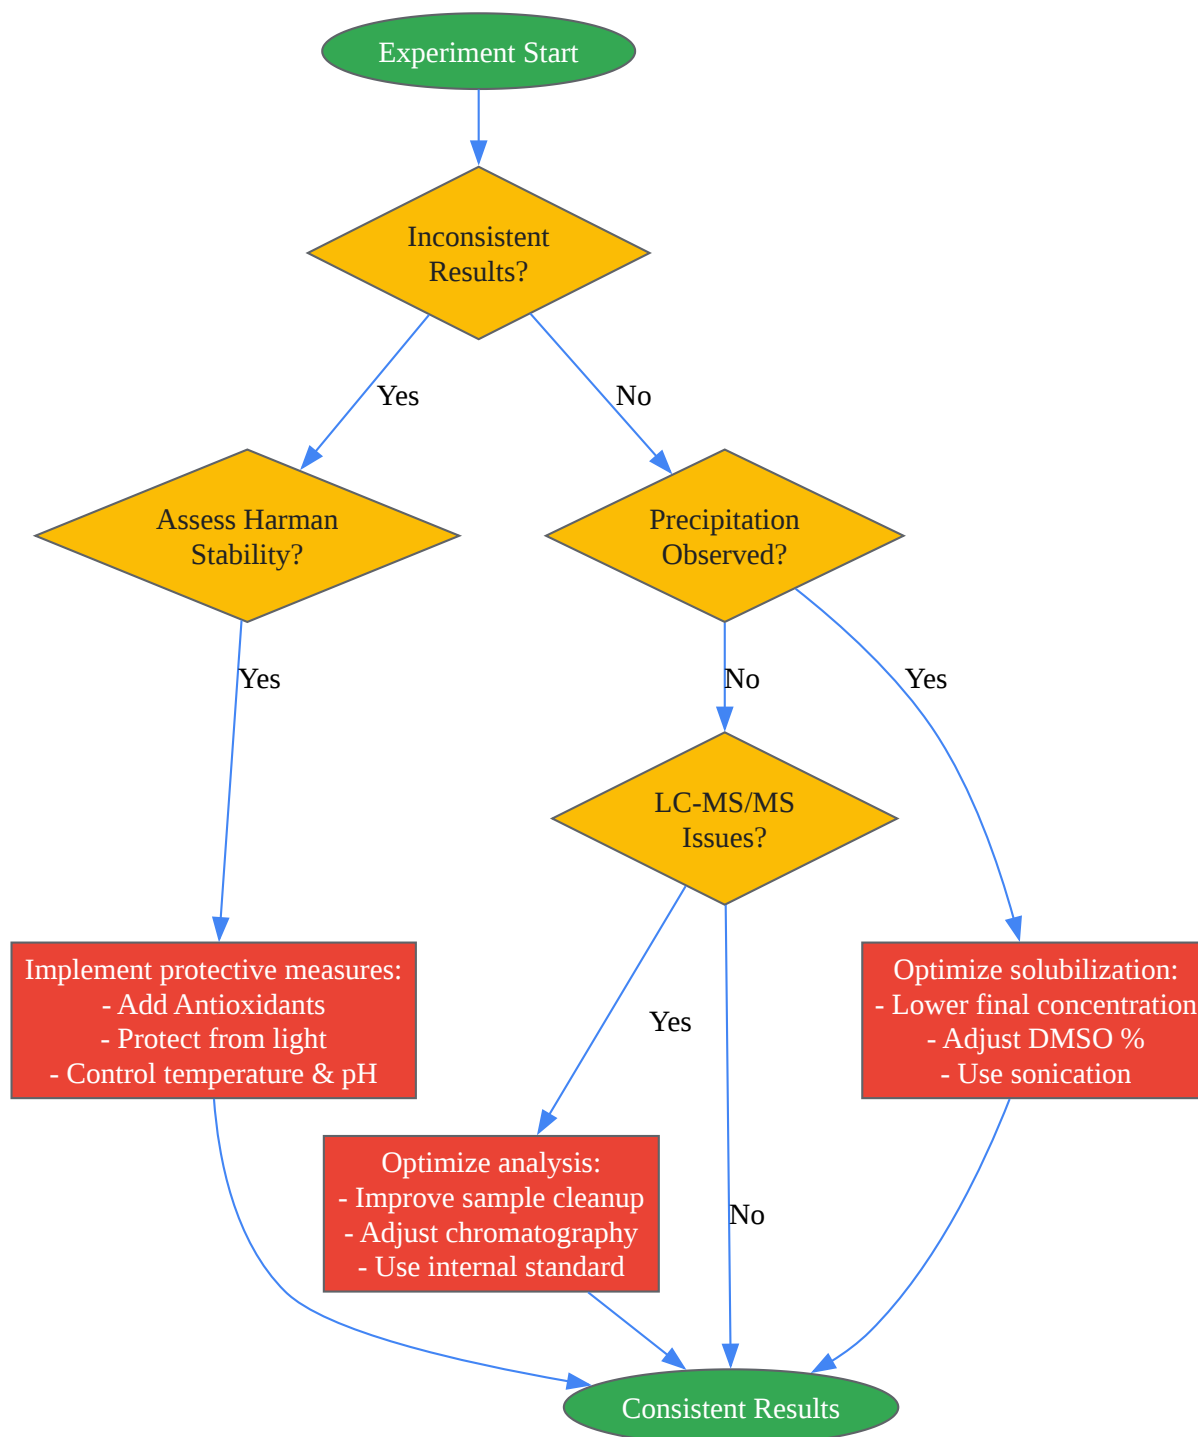 Experiment Start
Inconsistent
Results?
Yes
No
Assess Harman
Stability?
Precipitation
Observed?
Yes
No
Yes
LC-MS/MS
Issues?
Implement protective measures:
- Add Antioxidants
- Protect from light
- Control temperature & pH
Yes
Optimize solubilization:
- Lower final concentration
- Adjust DMSO %
- Use sonication
Optimize analysis:
- Improve sample cleanup
- Adjust chromatography
- Use internal standard
No
Consistent Results